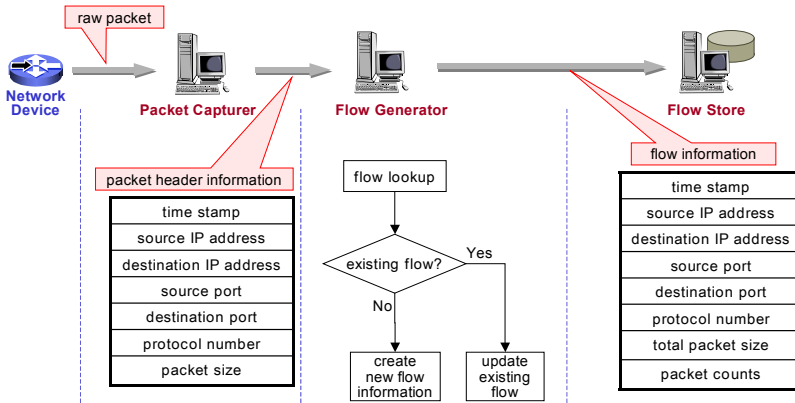 raw packet
Network
Device
Packet Capturer
Flow Generator
Flow Store
packet header information
time stamp
source IP address
destination IP address
source port
destination port
protocol number
packet size
flow lookup
existing flow?
Yes
No
create
new flow
information
update
existing
flow
flow information
time stamp
source IP address
destination IP address
source port
destination port
protocol number
total packet size
packet counts